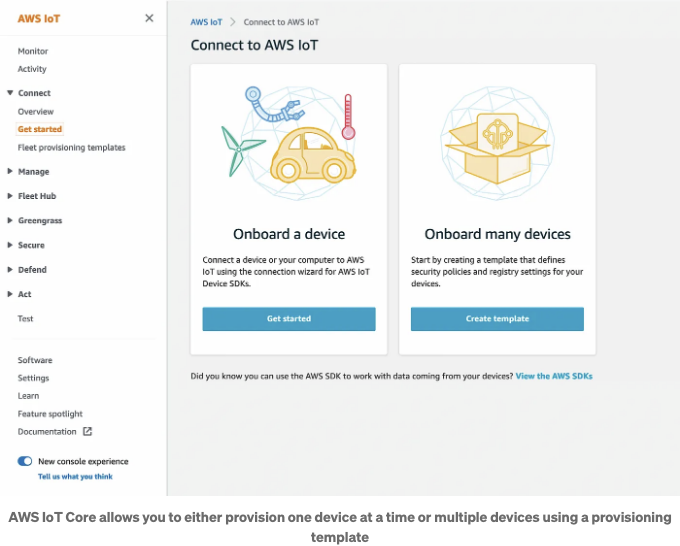 AWS IoT
Monitor
Activity
Connect
Overview
Get started
Fleet provisioning templates
Manage
Fleet Hub
Greengrass
Secure
Defend
Act
Test
Software
Settings
Learn
Feature spotlight
Documentation
New console experience
Tell us what you think
AWS IoT > Connect to AWS IoT
Connect to AWS IoT
Onboard a device
Connect a device or your computer to AWS
IoT using the connection wizard for AWS IoT
Device SDKs.
Get started
Onboard many devices
Start by creating a template that defines
security policies and registry settings for your
devices.
Create template
Did you know you can use the AWS SDK to work with data coming from your devices? View the AWS SDKs
AWS IoT Core allows you to either provision one device at a time or multiple devices using a provisioning
template